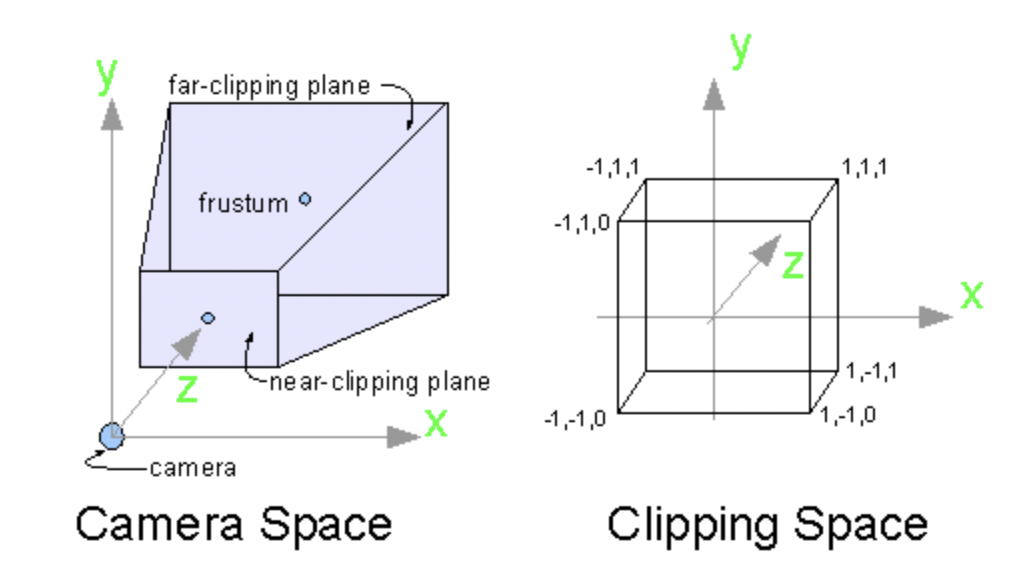 y
far-clipping plane
frustum
near-clipping plane
z
x
camera
Camera Space
y
-1,1,1
1,1,1
-1,1,0
z
x
1,-1,1
-1,-1,0
1,-1,0
Clipping Space